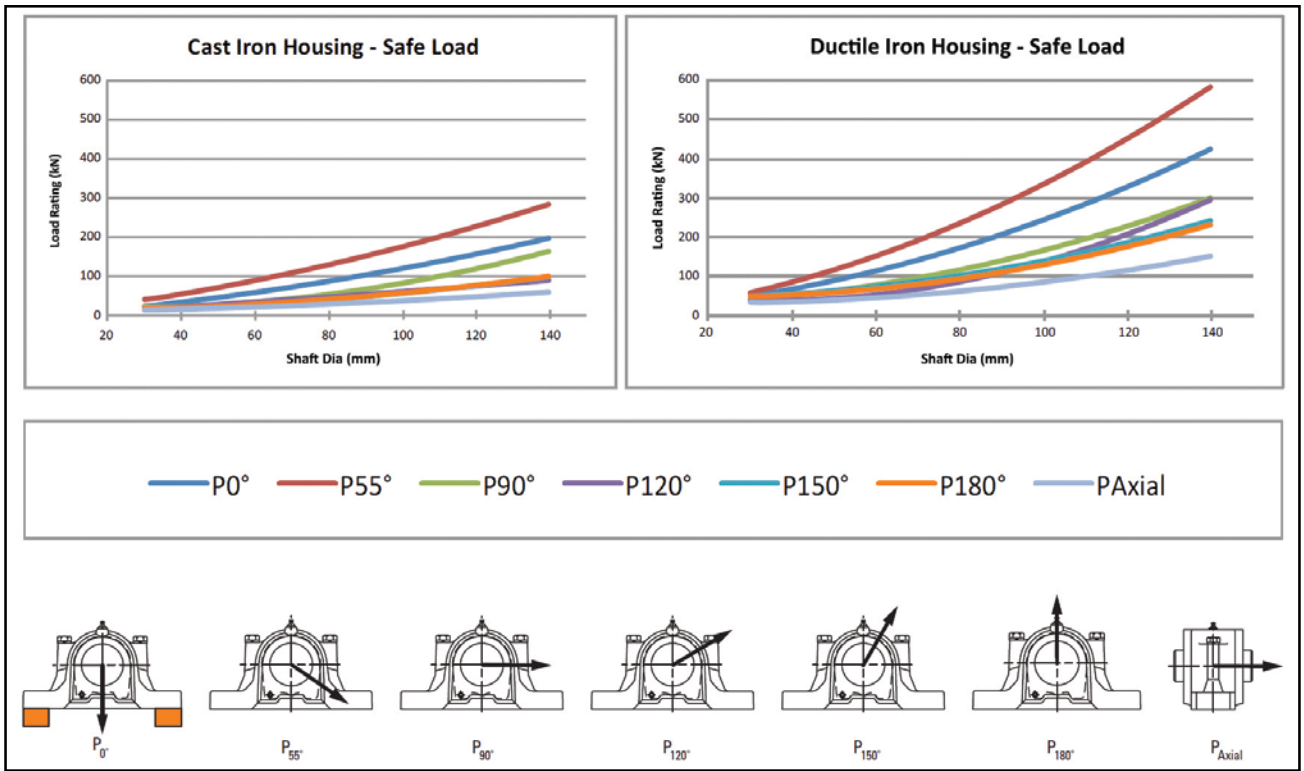 Cast Iron Housing - Safe Load
Load Rating (kN)
600
500
400
300
200
100
0
20 40 60 80 100 120 140
Shaft Dia (mm)
Ductile Iron Housing - Safe Load
Load Rating (kN)
600
500
400
300
200
100
0
20 40 60 80 100 120 140
Shaft Dia (mm)
P0° P55° P90° P120° P150° P180° PAxial
P0° P55° P90° P120° P150° P180° PAxial